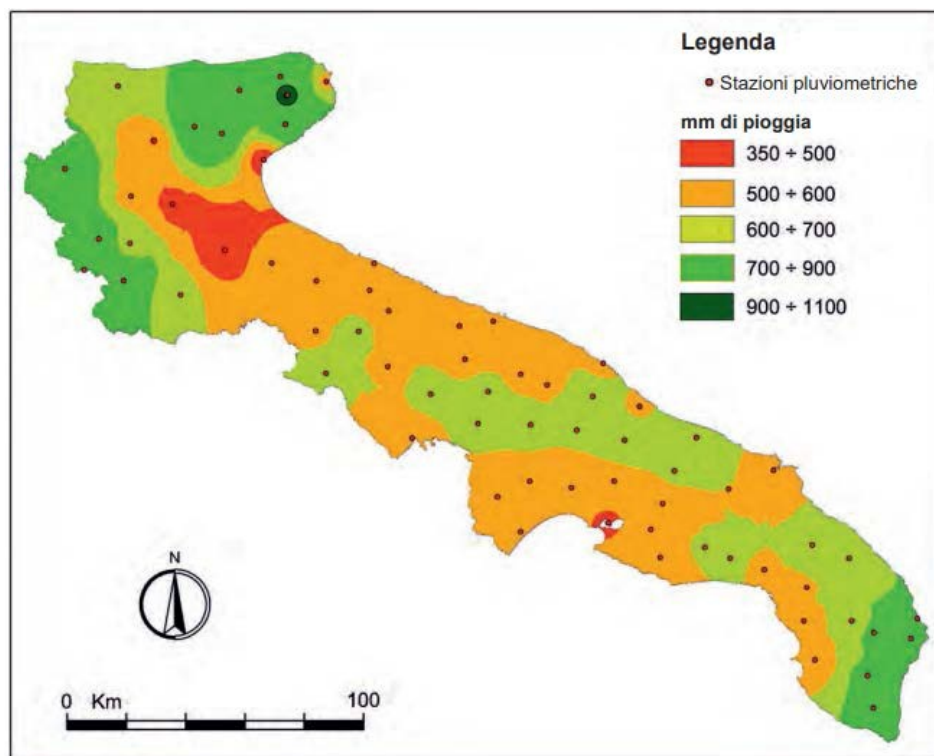 Legenda
Stazioni pluviometriche
mm di pioggia
350 ÷ 500
500 ÷ 600
600 ÷ 700
700 ÷ 900
900 ÷ 1100
N
0 Km 100